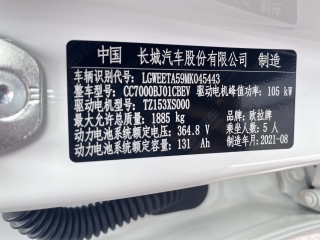 中国 长城汽车股份有限公司 制造
车辆识别代号: LGWEETA59MK045443
整车型号: CC7000BJ01CBEV 驱动电机峰值功率: 105 kW
驱动电机型号: TZ153XS000
最大允许总质量: 1885 kg 品牌: 欧拉牌
动力电池系统额定电压: 364.8 V 乘坐人数: 5 人
动力电池系统额定容量: 131 Ah 制造年月: 2021-08